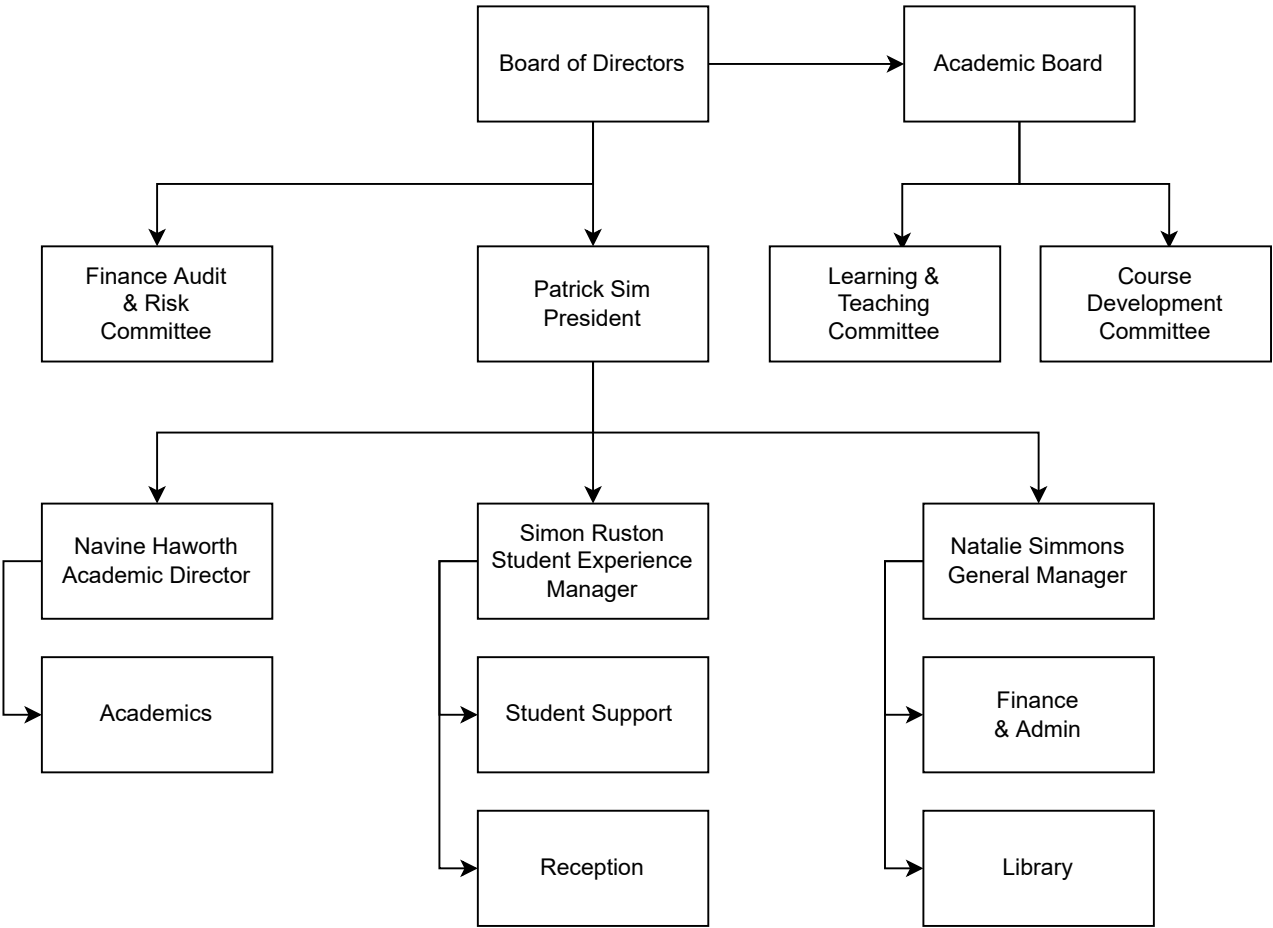 Board of Directors
Academic Board
Finance Audit
& Risk
Committee
Patrick Sim
President
Learning &
Teaching
Committee
Course
Development
Committee
Navine Haworth
Academic Director
Simon Ruston
Student Experience
Manager
Natalie Simmons
General Manager
Academics
Student Support
Finance
& Admin
Reception
Library